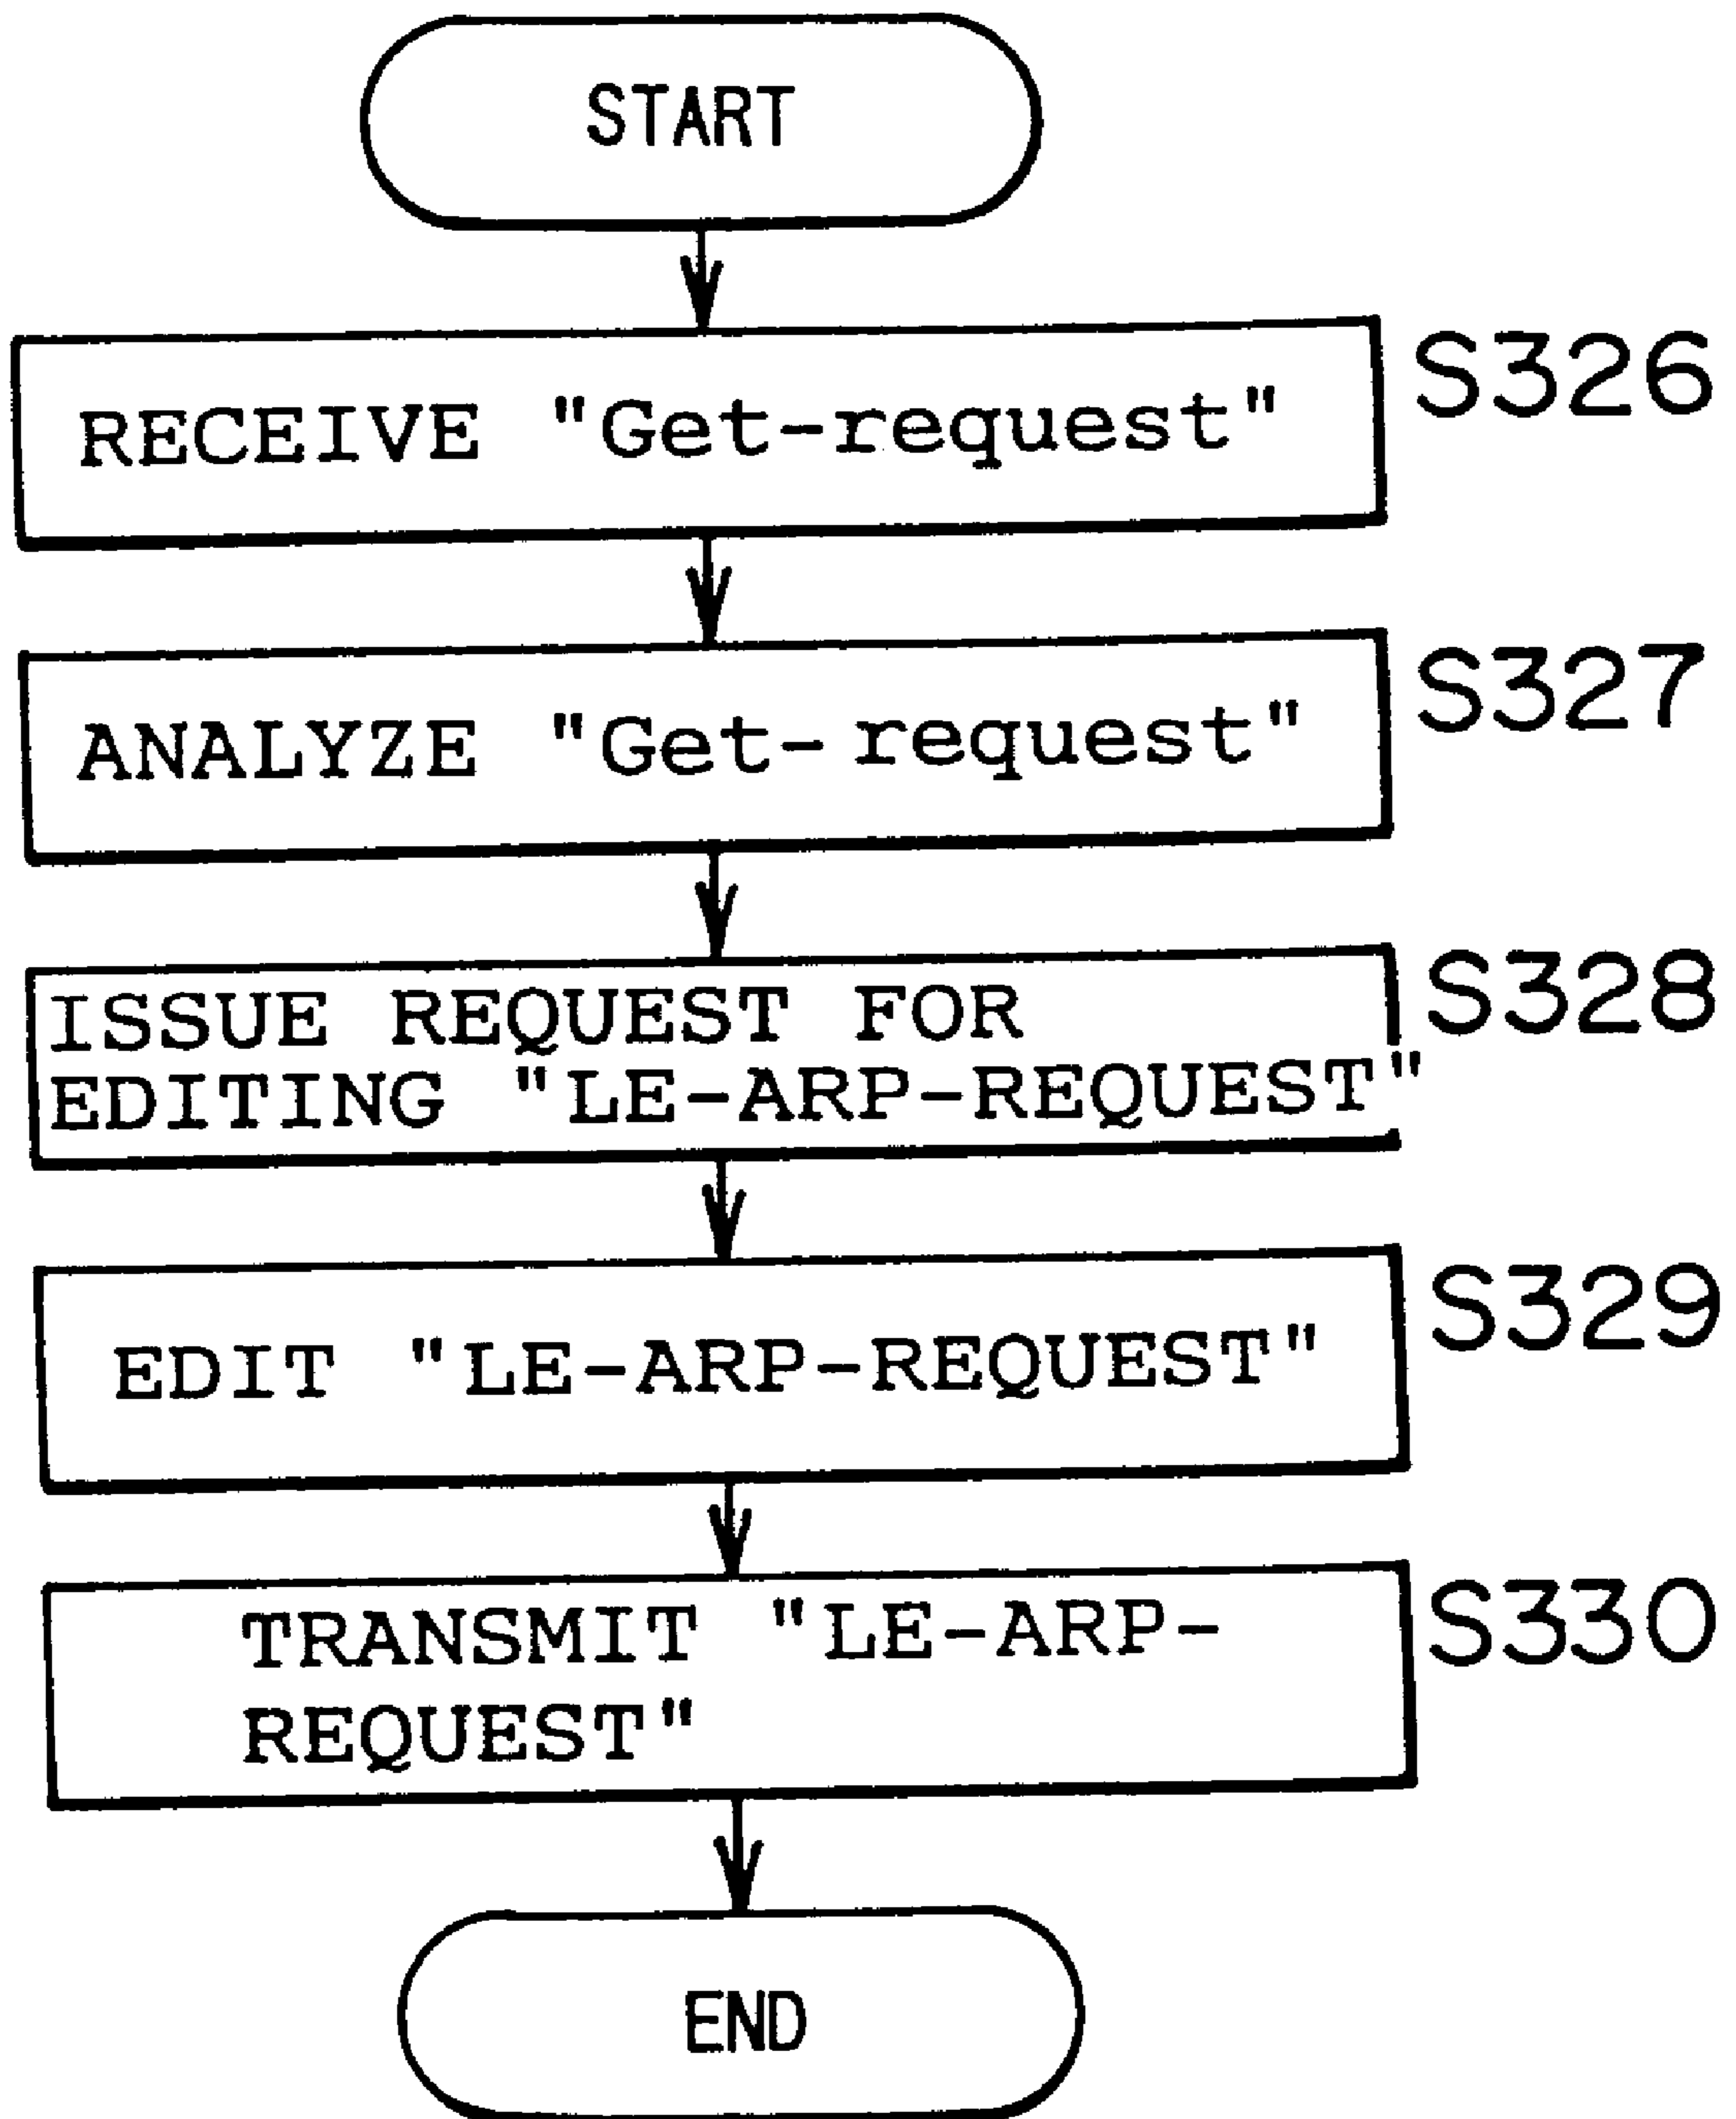 START
RECEIVE "Get-request"
S326
ANALYZE "Get-request"
S327
ISSUE REQUEST FOR
EDITING "LE-ARP-REQUEST"
S328
EDIT "LE-ARP-REQUEST"
S329
TRANSMIT "LE-ARP-
REQUEST"
S330
END